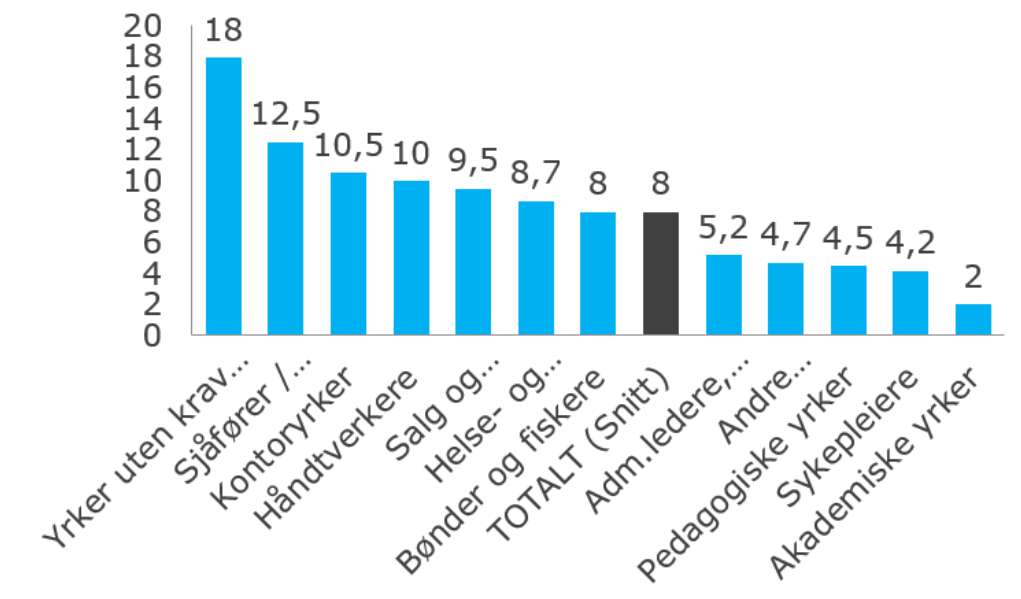 20
18
16
14
12
10
8
6
4
2
0
18
12,5
10,5
10
9,5
8,7
8
8
5,2
4,7
4,5
4,2
2
Yrker uten krav...
Sjåfører /...
Kontoryrker
Håndtverkere
Salg og...
Helse- og...
Bønder og fiskere
TOTALT (Snitt)
Adm.ledere,...
Andre...
Pedagogiske yrker
Sykepleiere
Akademiske yrker